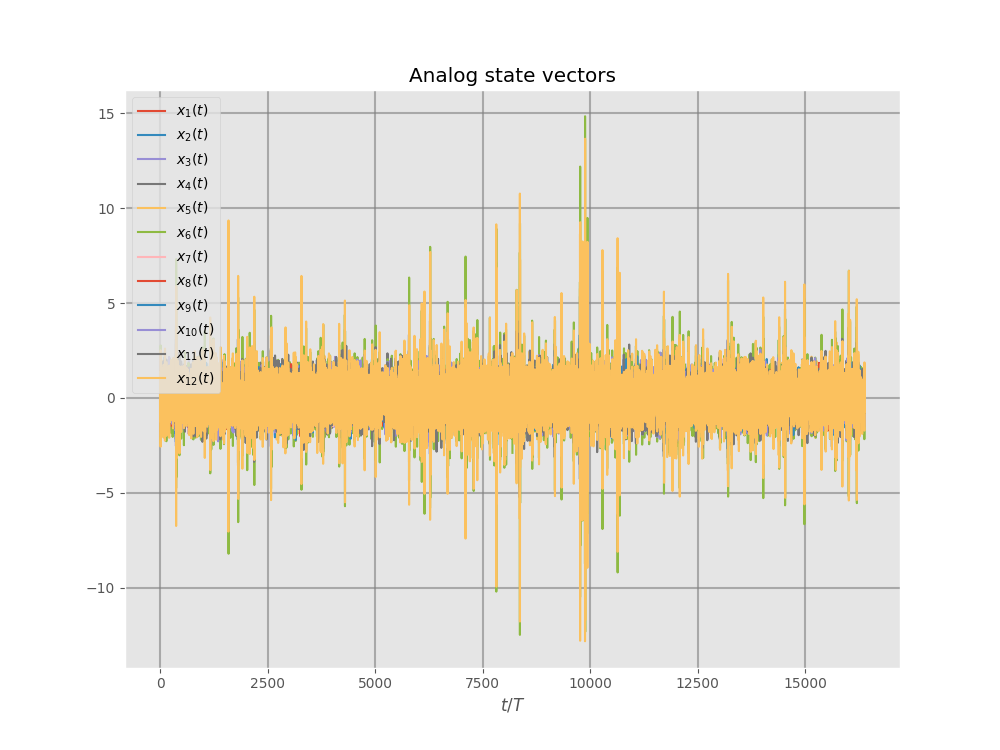 Analog state vectors
15
10
5
0
−5
−10
x₁(t)
x₂(t)
x₃(t)
x₄(t)
x₅(t)
x₆(t)
x₇(t)
x₈(t)
x₉(t)
x₁₀(t)
x₁₁(t)
x₁₂(t)
0 2500 5000 7500 10000 12500 15000
t/T